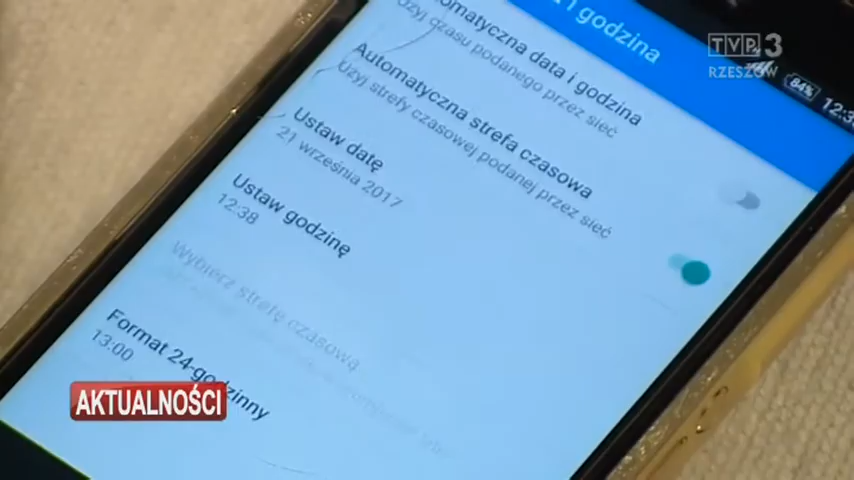 i godzina
TVP3
RZESZÓW
84%
Automatyczna data i godzina
Użyj czasu podanego przez sieć
Automatyczna strefa czasowa
Użyj strefy czasowej podanej przez sieć
Ustaw datę
21 września 2017
Ustaw godzinę
12:38
Wybierz strefę czasową
Format 24-godzinny
13:00
AKTUALNOŚCI